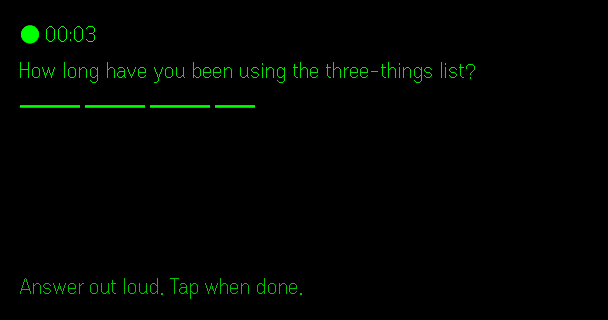 00:03
How long have you been using the three-things list?
Answer out loud. Tap when done.